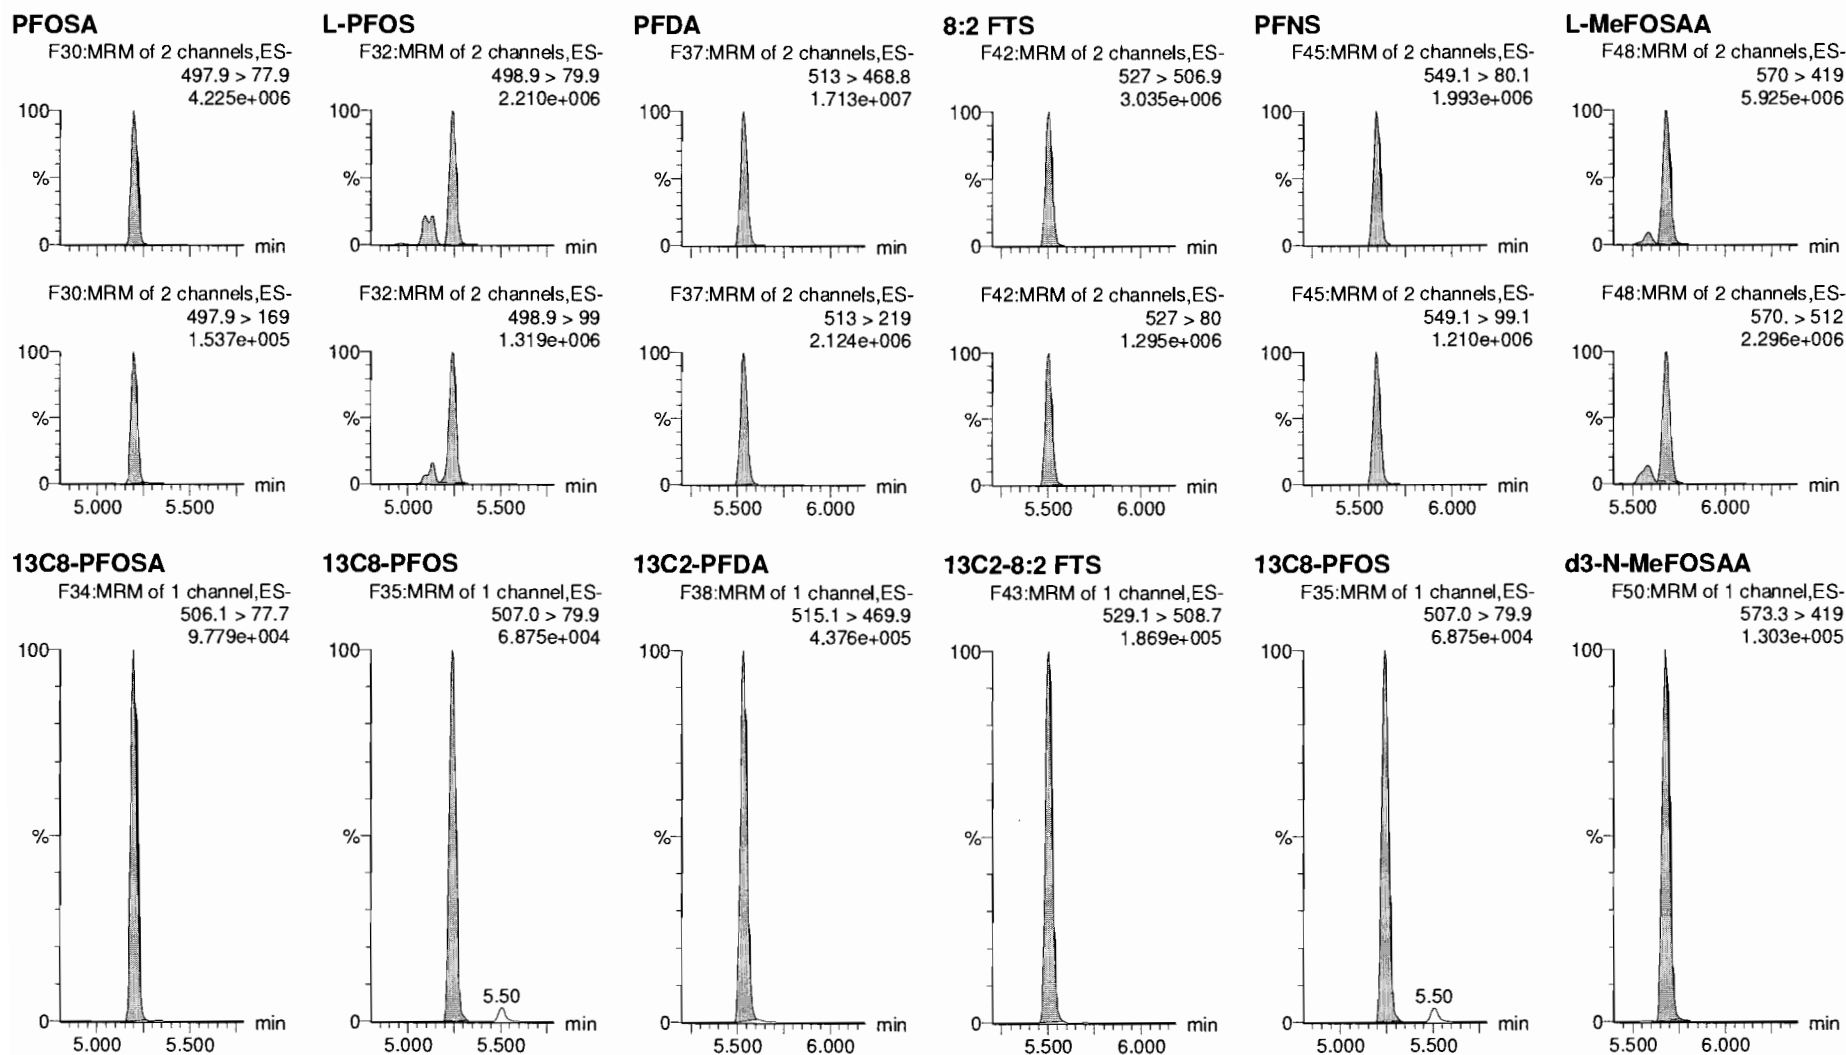 PFOSA
F30:MRM of 2 channels,ES-
497.9 > 77.9
4.225e+006
100
%
0
min
F30:MRM of 2 channels,ES-
497.9 > 169
1.537e+005
100
%
0
min
5.000 5.500
13C8-PFOSA
F34:MRM of 1 channel,ES-
506.1 > 77.7
9.779e+004
100
%
0
min
5.000 5.500
L-PFOS
F32:MRM of 2 channels,ES-
498.9 > 79.9
2.210e+006
100
%
0
min
F32:MRM of 2 channels,ES-
498.9 > 99
1.319e+006
100
%
0
min
5.000 5.500
13C8-PFOS
F35:MRM of 1 channel,ES-
507.0 > 79.9
6.875e+004
100
%
5.50
0
min
5.000 5.500
PFDA
F37:MRM of 2 channels,ES-
513 > 468.8
1.713e+007
100
%
0
min
F37:MRM of 2 channels,ES-
513 > 219
2.124e+006
100
%
0
min
5.500 6.000
13C2-PFDA
F38:MRM of 1 channel,ES-
515.1 > 469.9
4.376e+005
100
%
0
min
5.500 6.000
8:2 FTS
F42:MRM of 2 channels,ES-
527 > 506.9
3.035e+006
100
%
0
min
F42:MRM of 2 channels,ES-
527 > 80
1.295e+006
100
%
0
min
5.500 6.000
13C2-8:2 FTS
F43:MRM of 1 channel,ES-
529.1 > 508.7
1.869e+005
100
%
0
min
5.500 6.000
PFNS
F45:MRM of 2 channels,ES-
549.1 > 80.1
1.993e+006
100
%
0
min
F45:MRM of 2 channels,ES-
549.1 > 99.1
1.210e+006
100
%
0
min
5.500 6.000
13C8-PFOS
F35:MRM of 1 channel,ES-
507.0 > 79.9
6.875e+004
100
%
5.50
0
min
5.000 5.500
L-MeFOSAA
F48:MRM of 2 channels,ES-
570 > 419
5.925e+006
100
%
0
min
F48:MRM of 2 channels,ES-
570. > 512
2.296e+006
100
%
0
min
5.500 6.000
d3-N-MeFOSAA
F50:MRM of 1 channel,ES-
573.3 > 419
1.303e+005
100
%
0
min
5.500 6.000